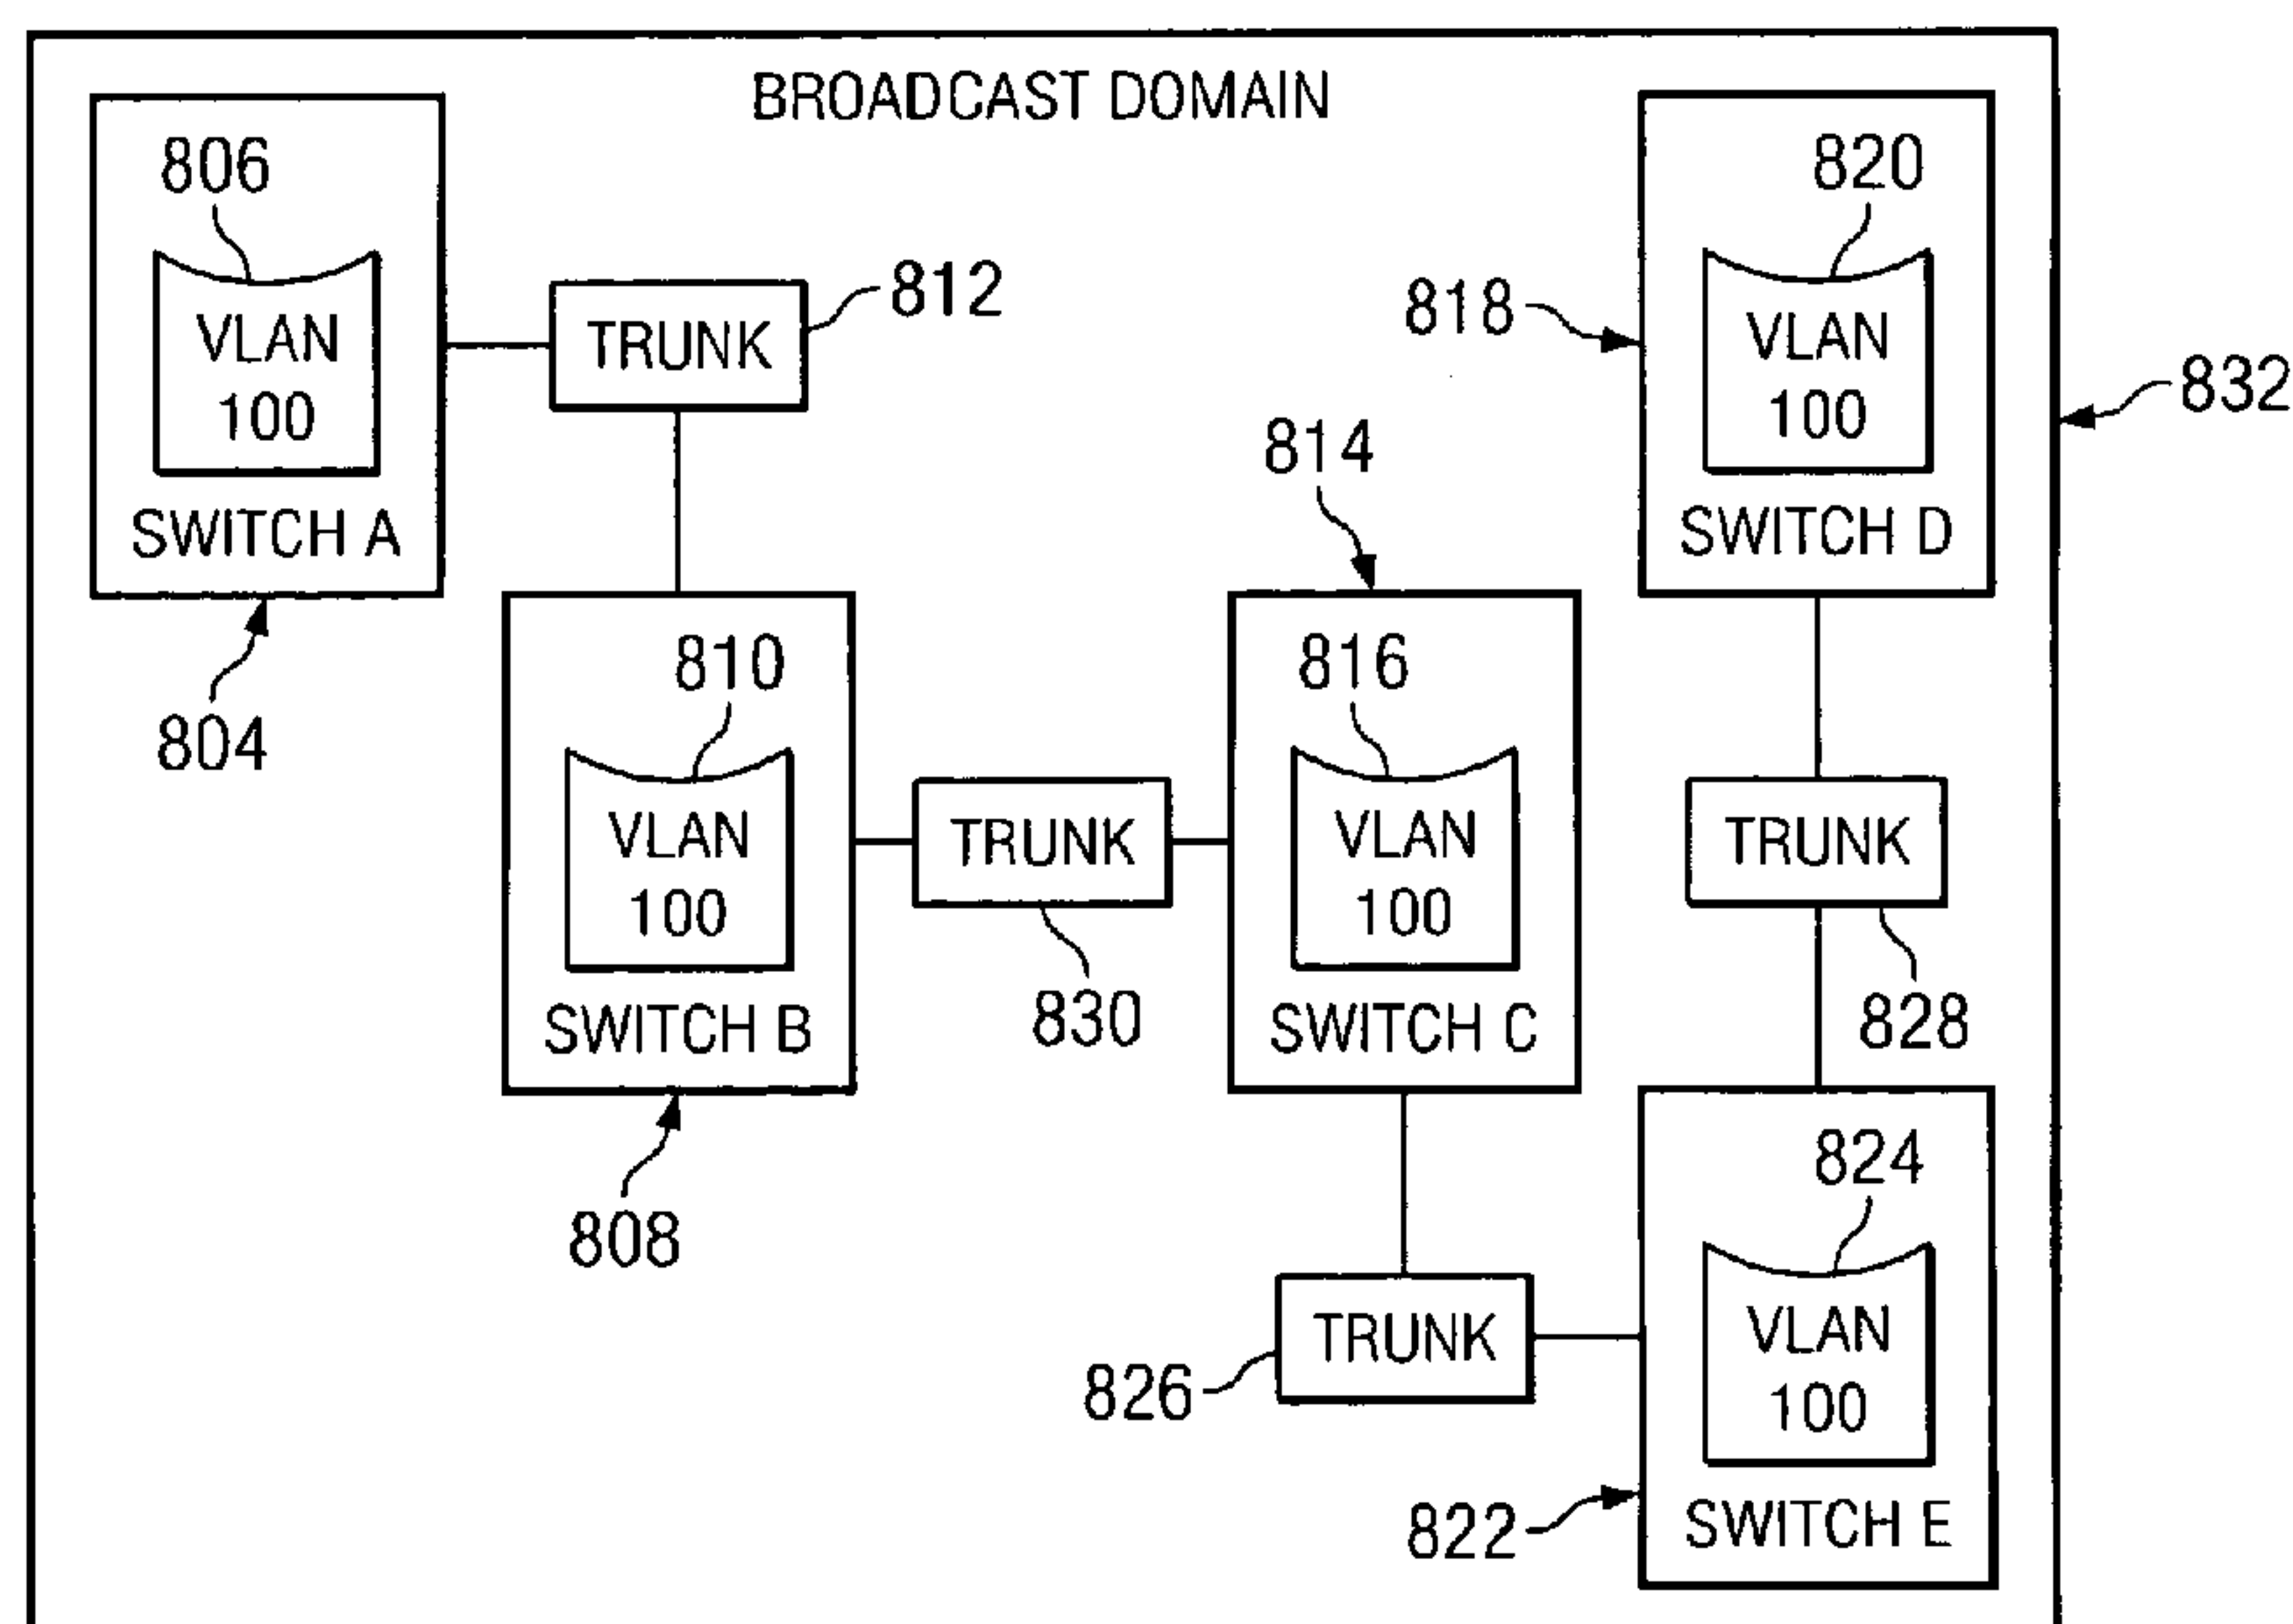 BROADCAST DOMAIN
806
VLAN
100
SWITCH A
804
TRUNK
812
810
VLAN
100
SWITCH B
808
TRUNK
830
814
816
VLAN
100
SWITCH C
818
820
VLAN
100
SWITCH D
832
TRUNK
828
TRUNK
826
824
VLAN
100
SWITCH E
822